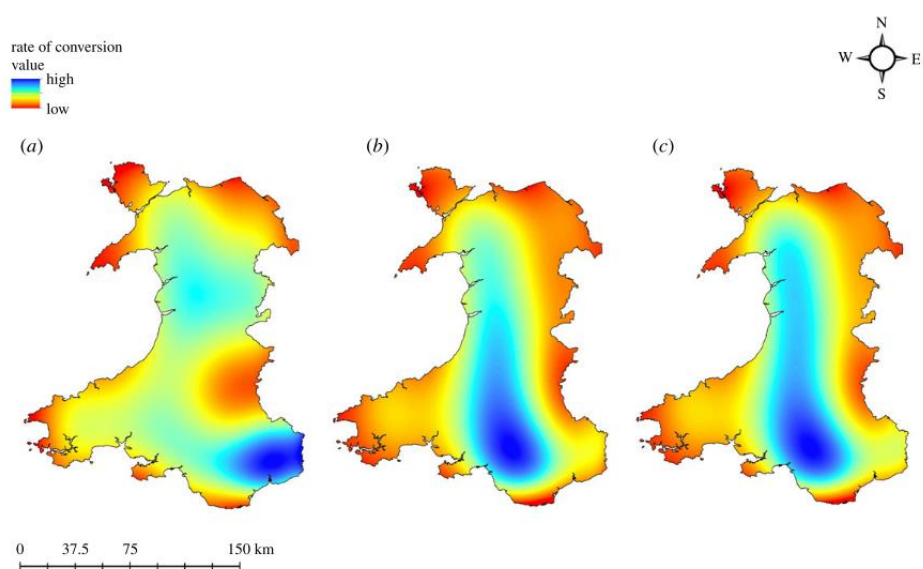 rate of conversion
value
high
low
N
W E
S
(a) (b) (c)
0 37.5 75 150 km